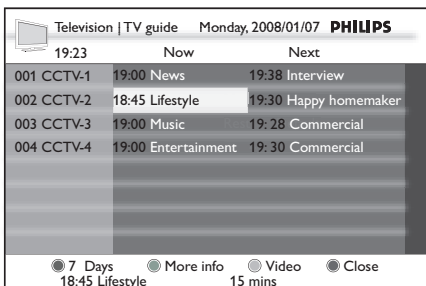 Television | TV guide Monday, 2008/01/07 PHILIPS
19:23 Now Next
001 CCTV-1 19:00 News 19:38 Interview
002 CCTV-2 18:45 Lifestyle 19:30 Happy homemaker
003 CCTV-3 19:00 Music 19: 28 Commercial
004 CCTV-4 19:00 Entertainment 19: 30 Commercial
7 Days More info Video Close
18:45 Lifestyle 15 mins